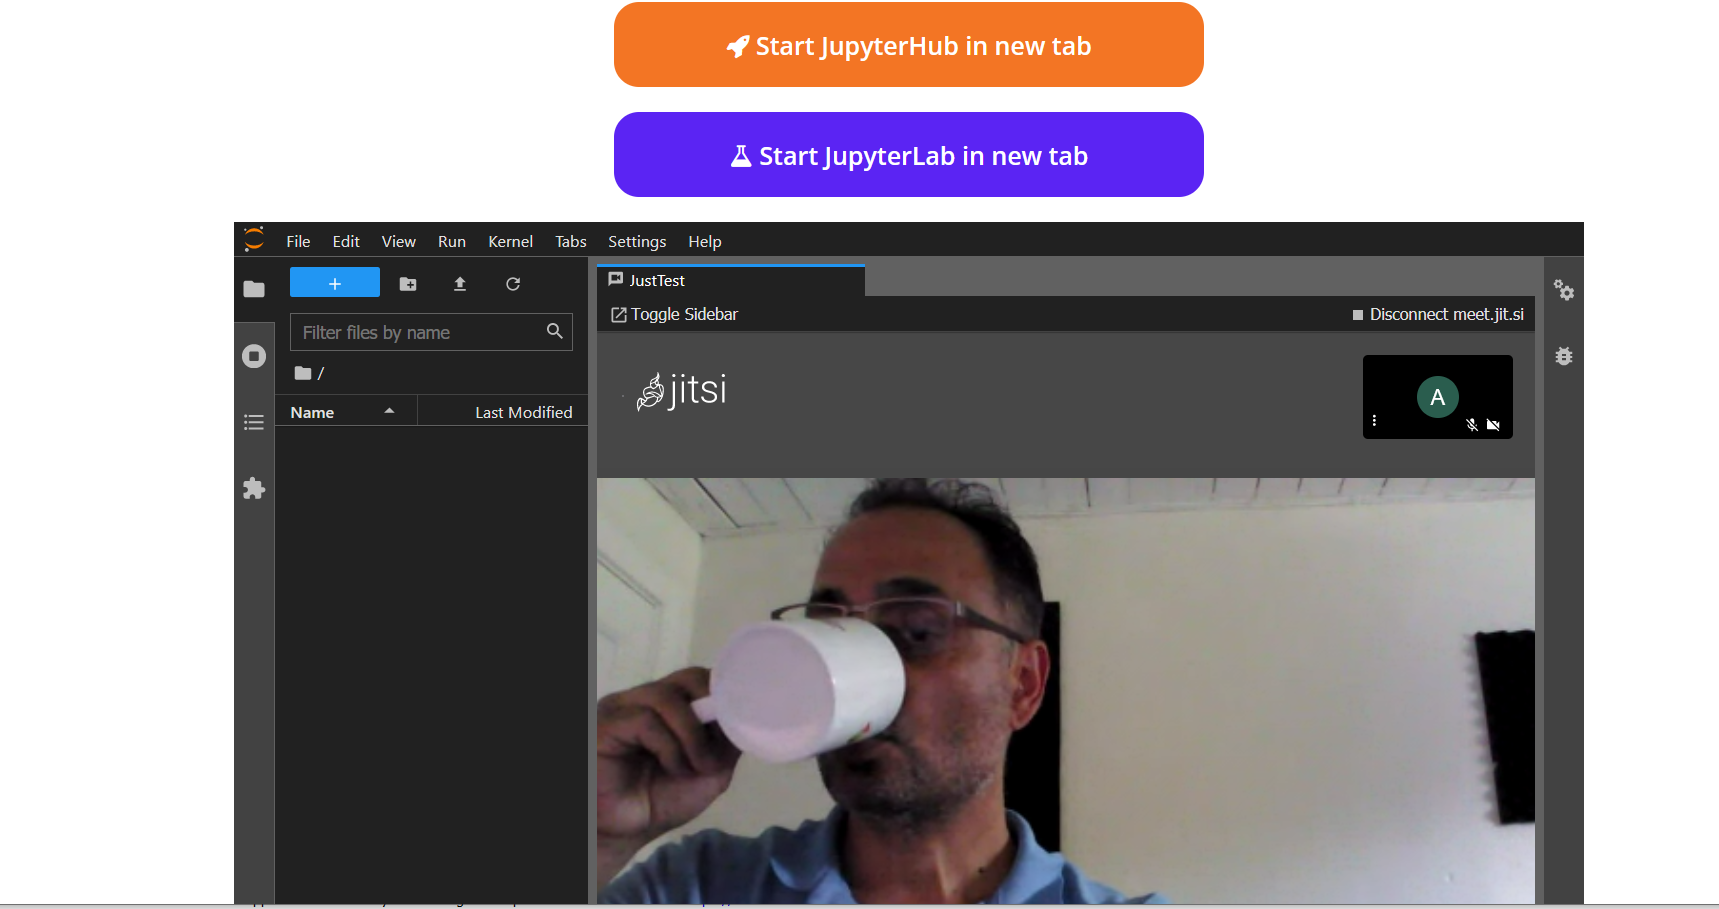 Start JupyterHub in new tab
Start JupyterLab in new tab
File Edit View Run Kernel Tabs Settings Help
JustTest
Toggle Sidebar
Disconnect meet.jit.si
Filter files by name
/
Name
Last Modified
jitsi
A